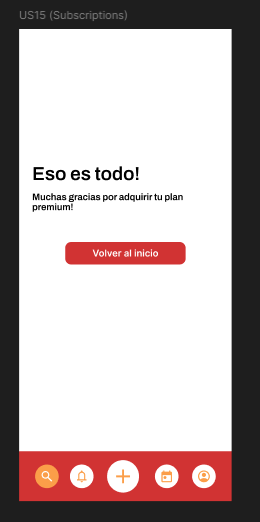 US15 (Subscriptions)
Eso es todo!
Muchas gracias por adquirir tu plan
premium!
Volver al inicio